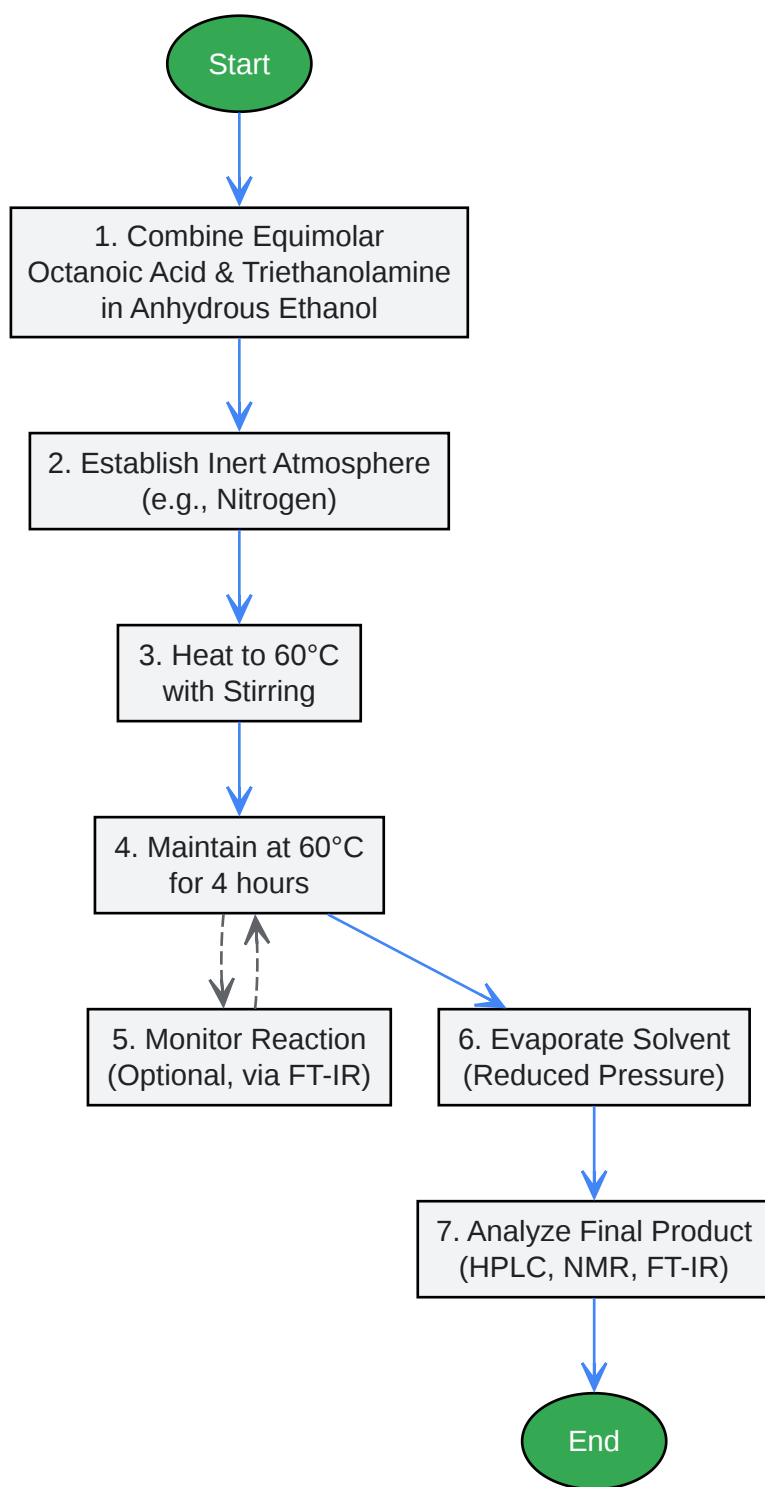 Start
1. Combine Equimolar
Octanoic Acid & Triethanolamine
in Anhydrous Ethanol
2. Establish Inert Atmosphere
(e.g., Nitrogen)
3. Heat to 60°C
with Stirring
4. Maintain at 60°C
for 4 hours
5. Monitor Reaction
(Optional, via FT-IR)
6. Evaporate Solvent
(Reduced Pressure)
7. Analyze Final Product
(HPLC, NMR, FT-IR)
End